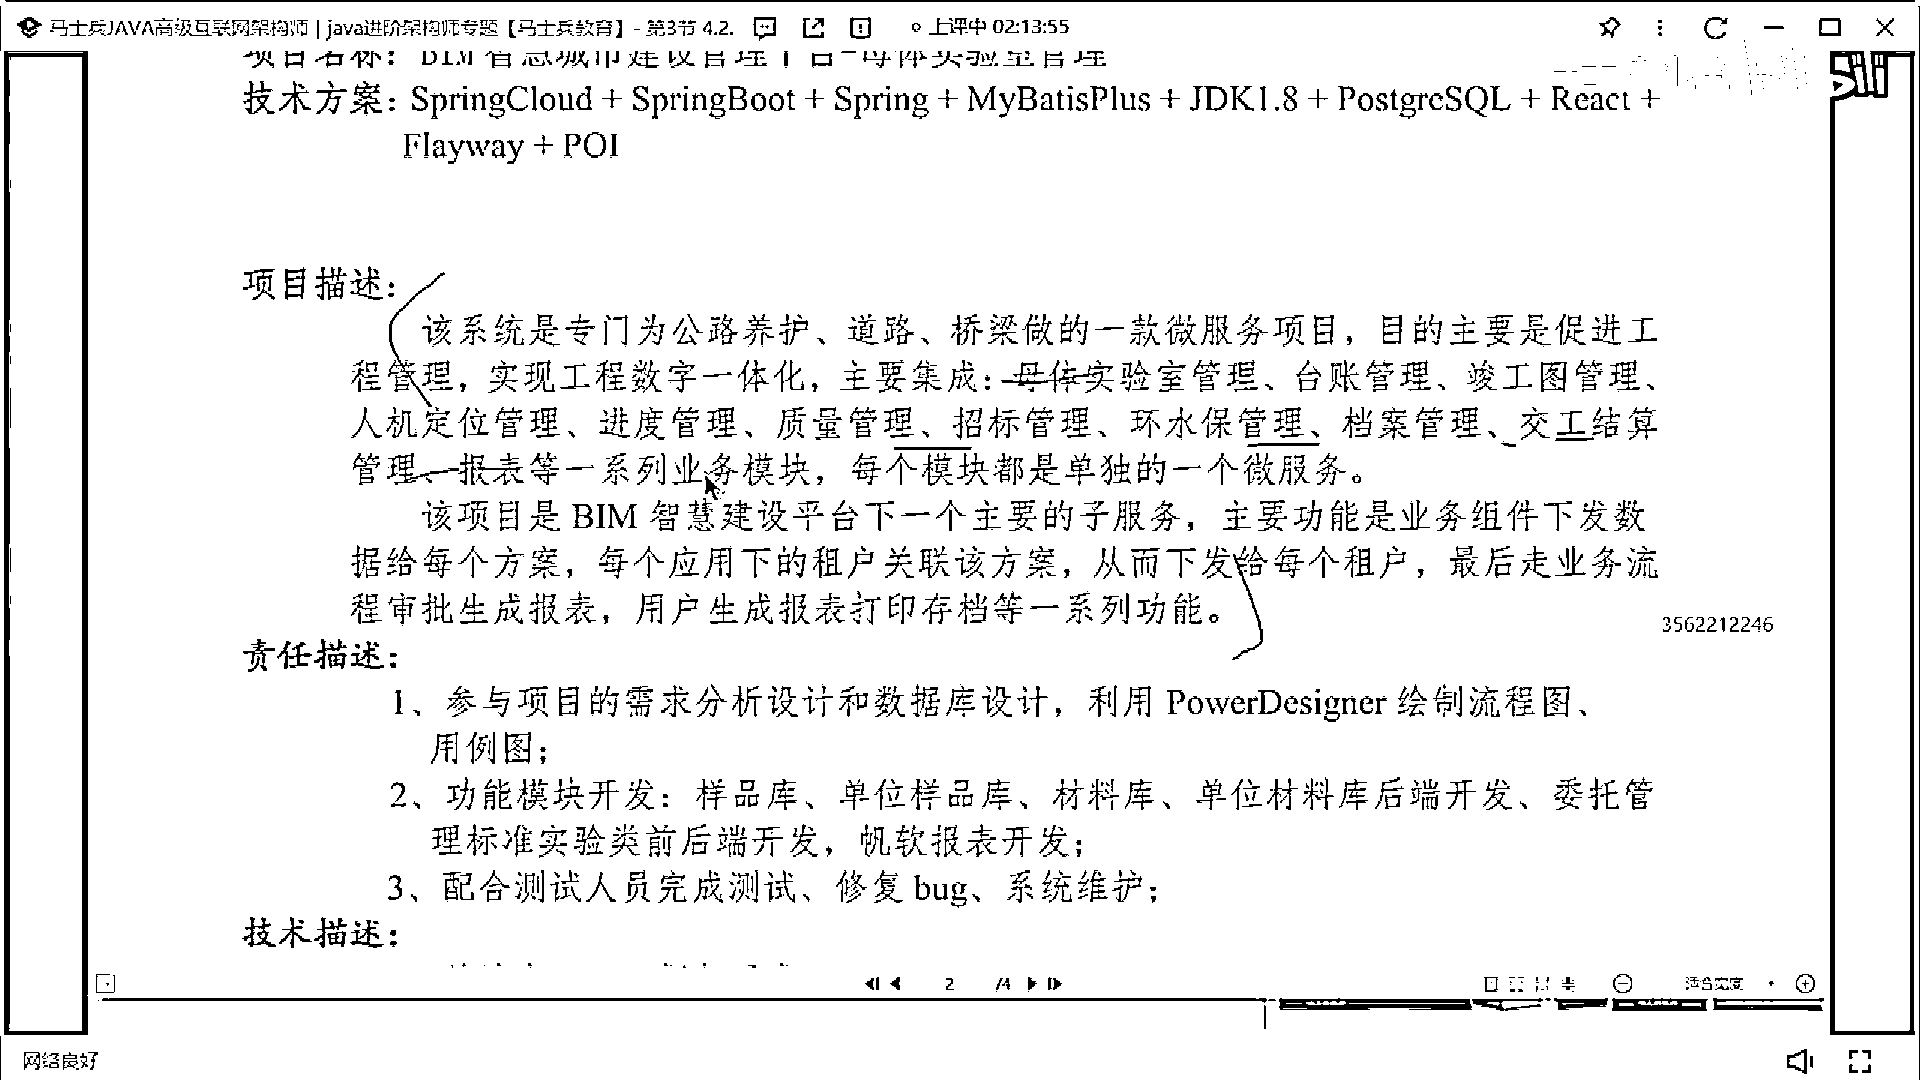 马士兵JAVA高级互联网架构师 | java进阶架构师专题【马士兵教育】- 第3节 4.2. 上课中 02:13:55
项目名称: BIM 智慧城市建设管理平台-母体实验室管理
技术方案: SpringCloud + SpringBoot + Spring + MyBatisPlus + JDK1.8 + PostgreSQL + React +
Flayway + POI
项目描述:
该系统是专门为公路养护、道路、桥梁做的一款微服务项目，目的主要是促进工
程管理，实现工程数字一体化，主要集成: 母体实验室管理、台账管理、竣工图管理、
人机定位管理、进度管理、质量管理、招标管理、环水保管理、档案管理、交工结算
管理、报表等一系列业务模块，每个模块都是单独的一个微服务。
该项目是 BIM 智慧建设平台下一个主要的子服务，主要功能是业务组件下发数
据给每个方案，每个应用下的租户关联该方案，从而下发给每个租户，最后走业务流
程审批生成报表，用户生成报表打印存档等一系列功能。
3562212246
责任描述:
1、参与项目的需求分析设计和数据库设计，利用 PowerDesigner 绘制流程图、
用例图;
2、功能模块开发: 样品库、单位样品库、材料库、单位材料库后端开发、委托管
理标准实验类前后端开发，帆软报表开发;
3、配合测试人员完成测试、修复 bug、系统维护;
技术描述:
2 /4 适合宽度
网络良好